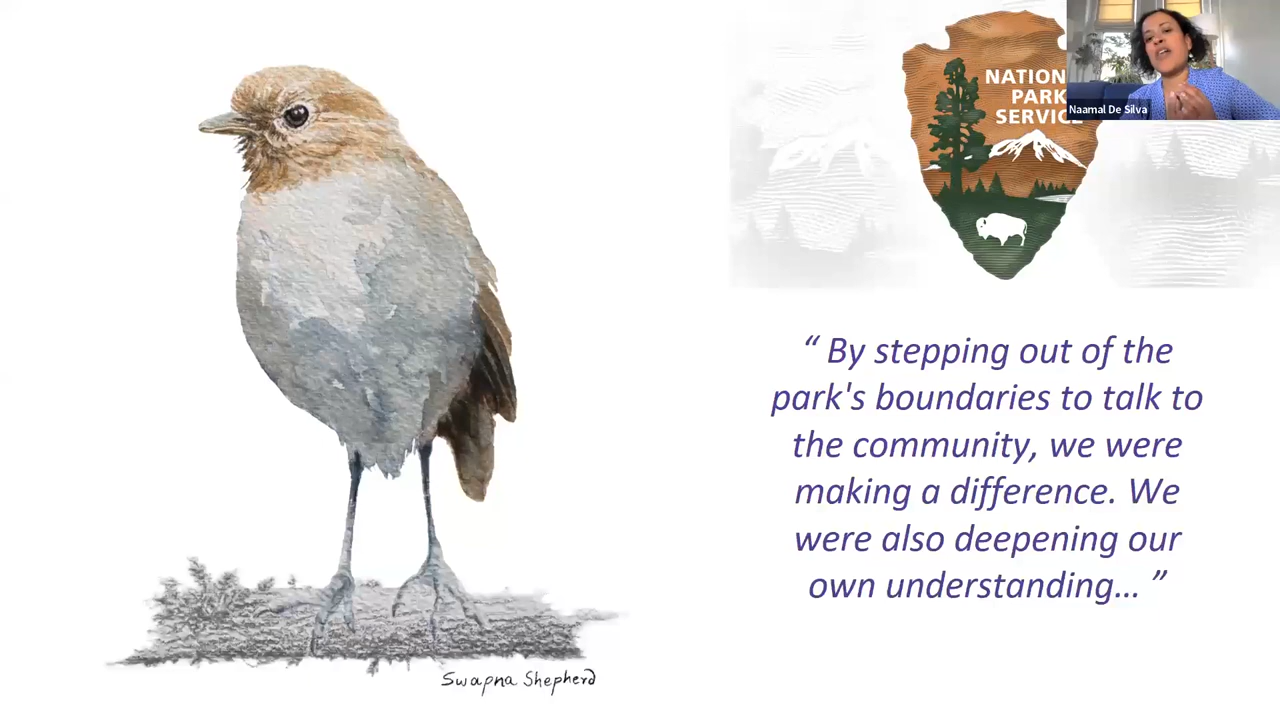 NATION
PARK
SERVICE
Naamal De Silva
“ By stepping out of the
park's boundaries to talk to
the community, we were
making a difference. We
were also deepening our
own understanding... ”
Swapna Shepherd